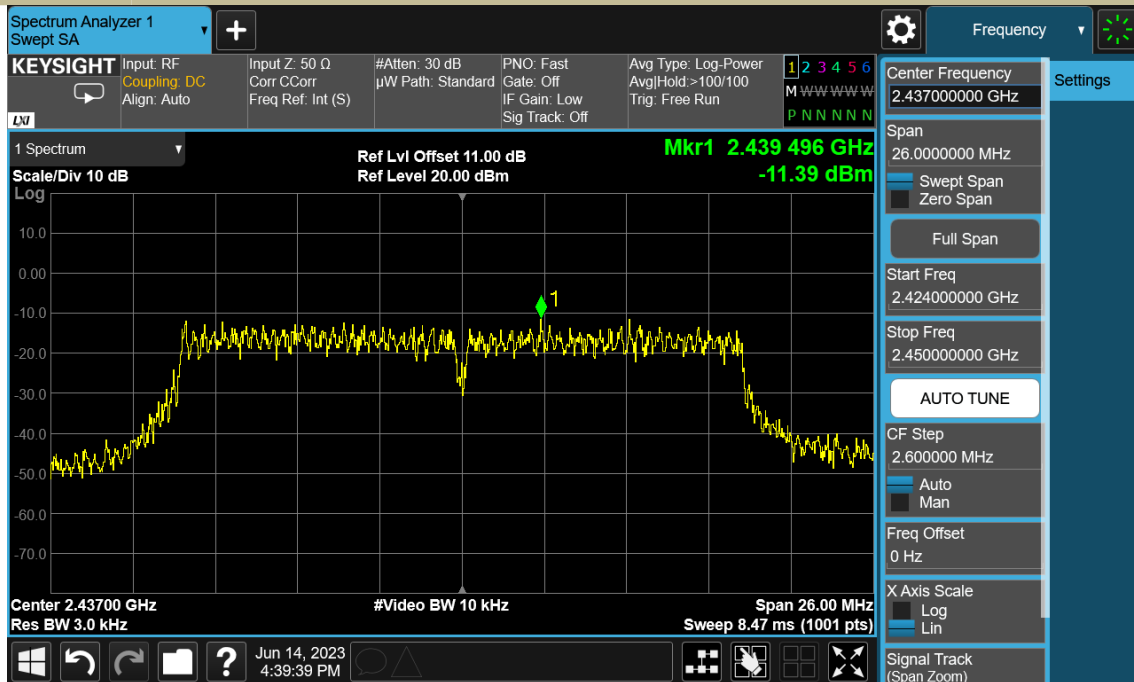 Spectrum Analyzer 1
Swept SA
Frequency
KEYSIGHT
LXI
Input: RF
Coupling: DC
Align: Auto
Input Z: 50 Ω
Corr CCorr
Freq Ref: Int (S)
#Atten: 30 dB
µW Path: Standard
PNO: Fast
Gate: Off
IF Gain: Low
Sig Track: Off
Avg Type: Log-Power
Avg|Hold:>100/100
Trig: Free Run
1 2 3 4 5 6
M W W W W W
P N N N N N
1 Spectrum
Scale/Div 10 dB
Log
Ref Lvl Offset 11.00 dB
Ref Level 20.00 dBm
Mkr1 2.439 496 GHz
-11.39 dBm
10.0
0.00
-10.0
-20.0
-30.0
-40.0
-50.0
-60.0
-70.0
1
Center 2.43700 GHz
Res BW 3.0 kHz
#Video BW 10 kHz
Span 26.00 MHz
Sweep 8.47 ms (1001 pts)
Jun 14, 2023
4:39:39 PM
?
Center Frequency
2.437000000 GHz
Span
26.0000000 MHz
Swept Span
Zero Span
Full Span
Start Freq
2.424000000 GHz
Stop Freq
2.450000000 GHz
AUTO TUNE
CF Step
2.600000 MHz
Auto
Man
Freq Offset
0 Hz
X Axis Scale
Log
Lin
Signal Track
(Span Zoom)
Settings